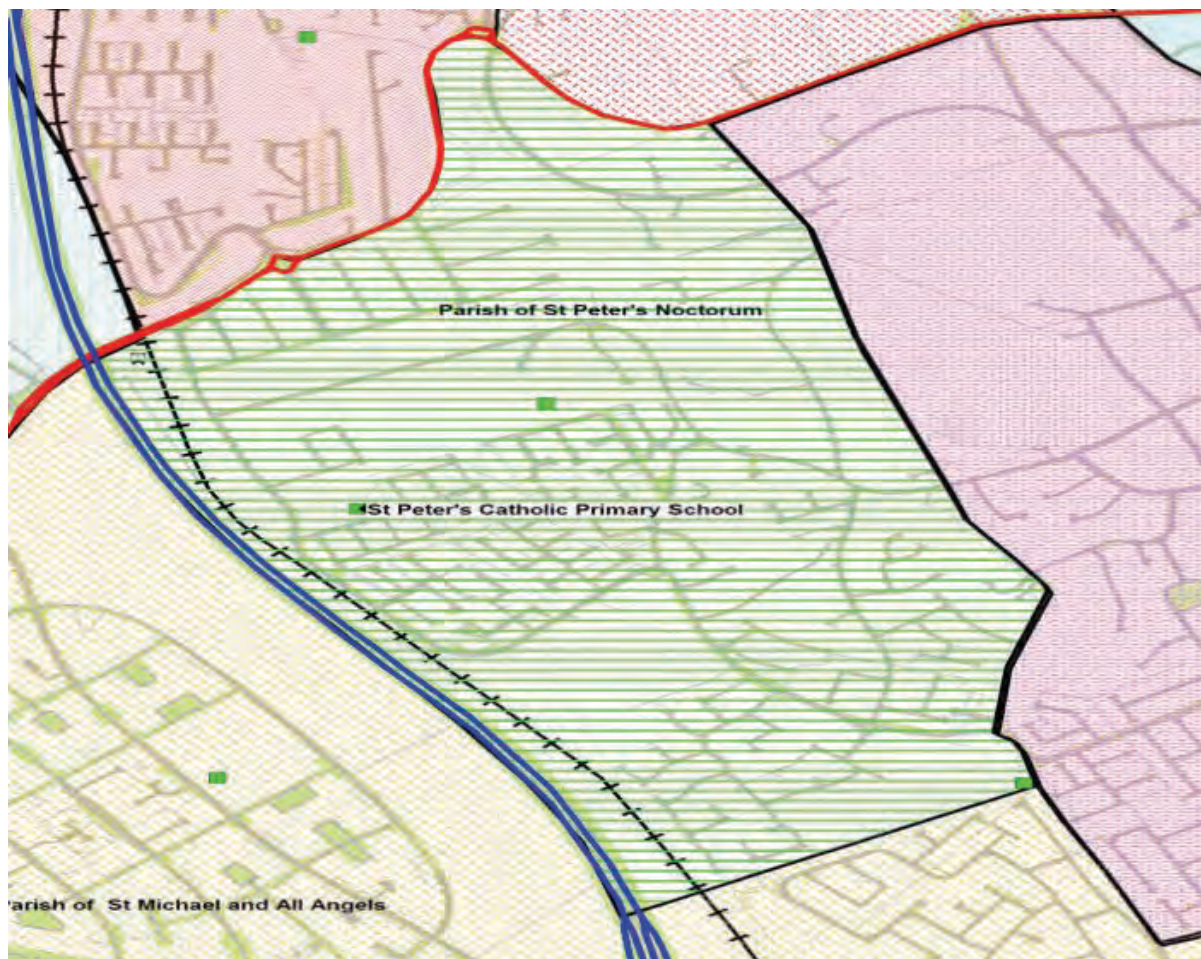 Parish of St Peter's Noctorum
St Peter's Catholic Primary School
arish of St Michael and All Angels